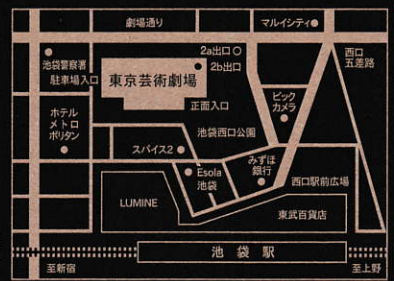 劇場通り
マルイシティ
2a出口
2b出口
西口
五差路
池袋警察署
駐車場入口
東京芸術劇場
正面入口
ビック
カメラ
ホテル
メトロ
ポリタン
池袋西口公園
スパイス2
みずほ
銀行
Esola
池袋
西口駅前広場
LUMINE
東武百貨店
池袋駅
至新宿
至上野